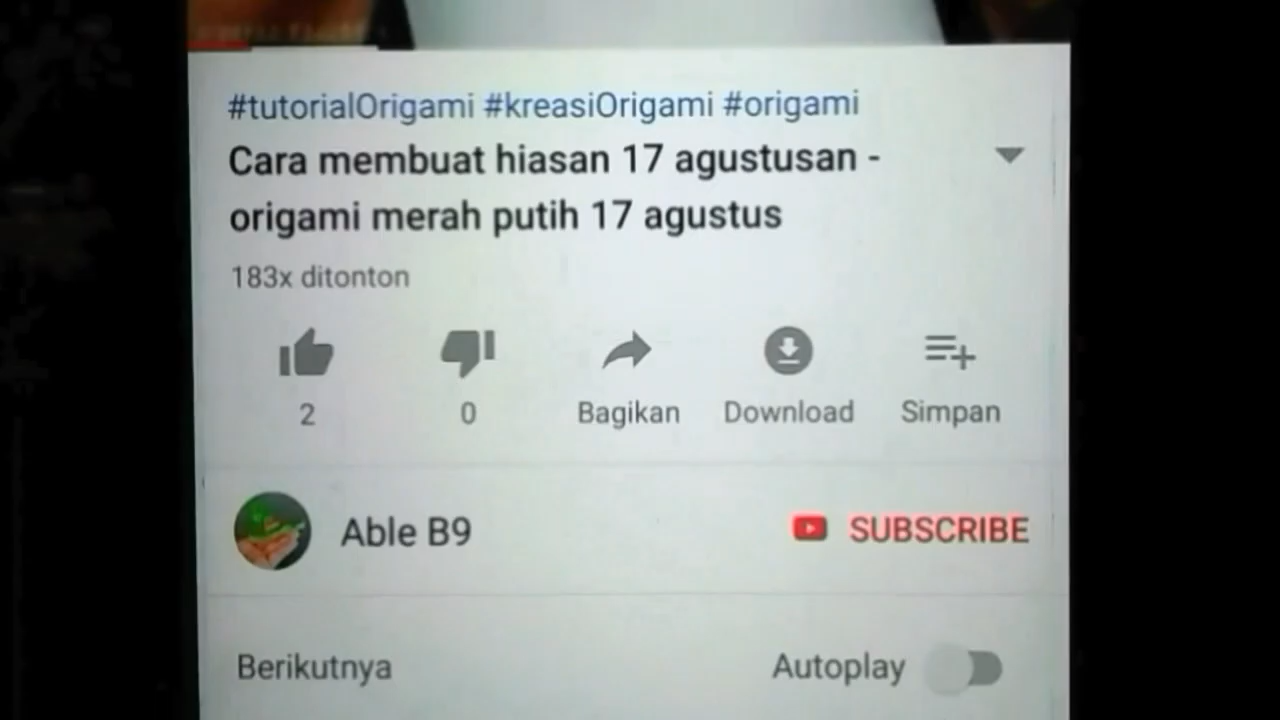 #tutorialOrigami #kreasiOrigami #origami
Cara membuat hiasan 17 agustusan -
origami merah putih 17 agustus
183x ditonton
2
0
Bagikan
Download
Simpan
Able B9
SUBSCRIBE
Berikutnya
Autoplay